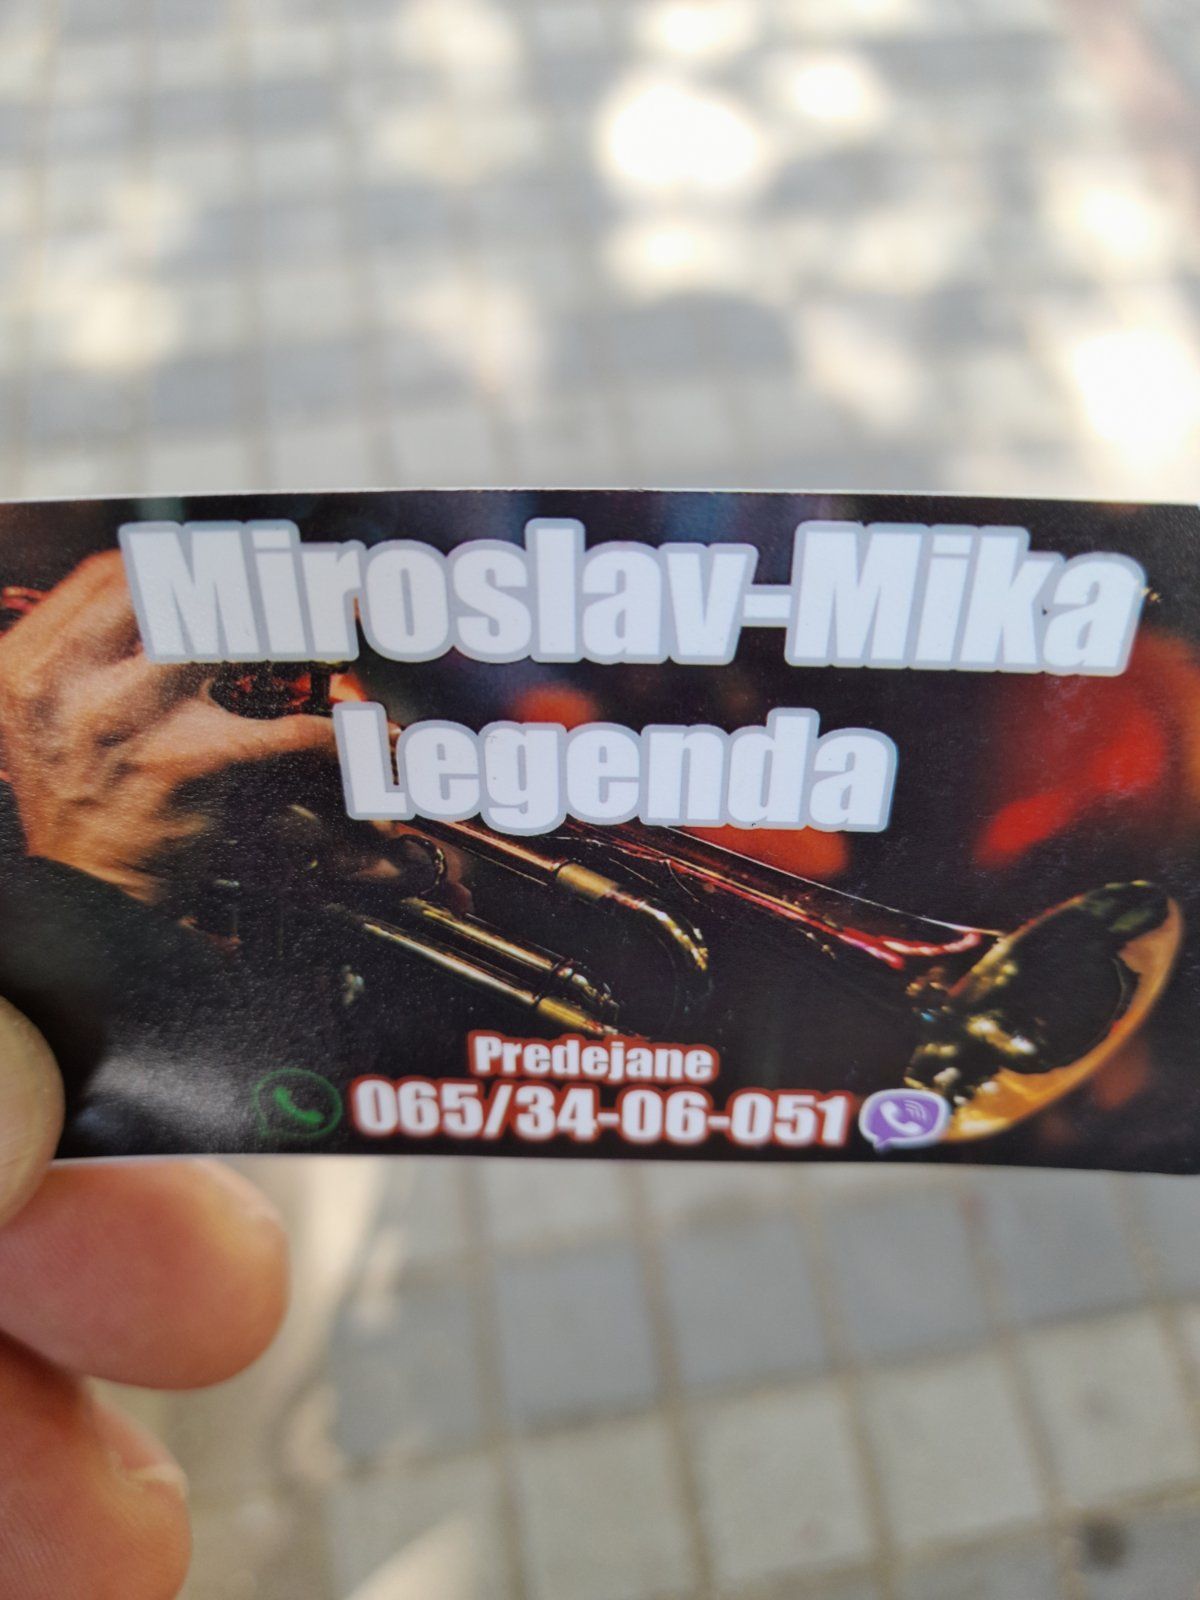 Miroslav-Mika
Legenda
Predejane
065/34-06-051